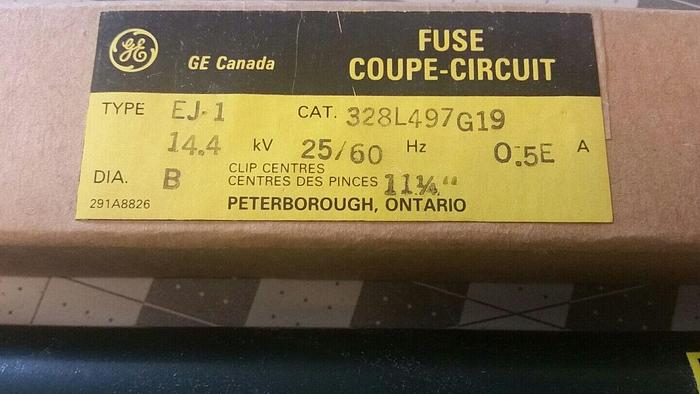 GE
GE Canada
FUSE
COUPE-CIRCUIT
TYPE EJ-1 CAT. 328L497G19
14.4 kV 25/60 Hz 0.5E A
DIA. B CLIP CENTRES
CENTRES DES PINCES 11¼"
291A8826 PETERBOROUGH, ONTARIO